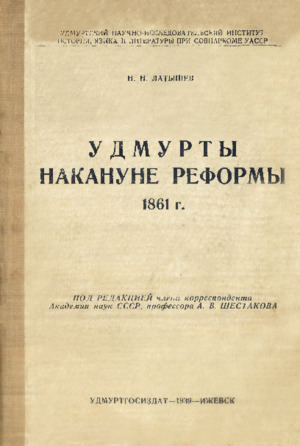 УДМУРТСКИЙ НАУЧНО-ИССЛЕДОВАТЕЛЬСКИЙ ИНСТИТУТ
ИСТОРИИ, ЯЗЫКА И ЛИТЕРАТУРЫ ПРИ СОВНАРКОМЕ УАССР
Н. Н. ЛАТЫШЕВ
УДМУРТЫ
НАКАНУНЕ РЕФОРМЫ
1861 г.
ПОД РЕДАКЦИЕЙ члена корреспондента
Академии наук СССР, профессора А. В. ШЕСТАКОВА
УДМУРТГОСИЗДАТ—1939—ИЖЕВСК